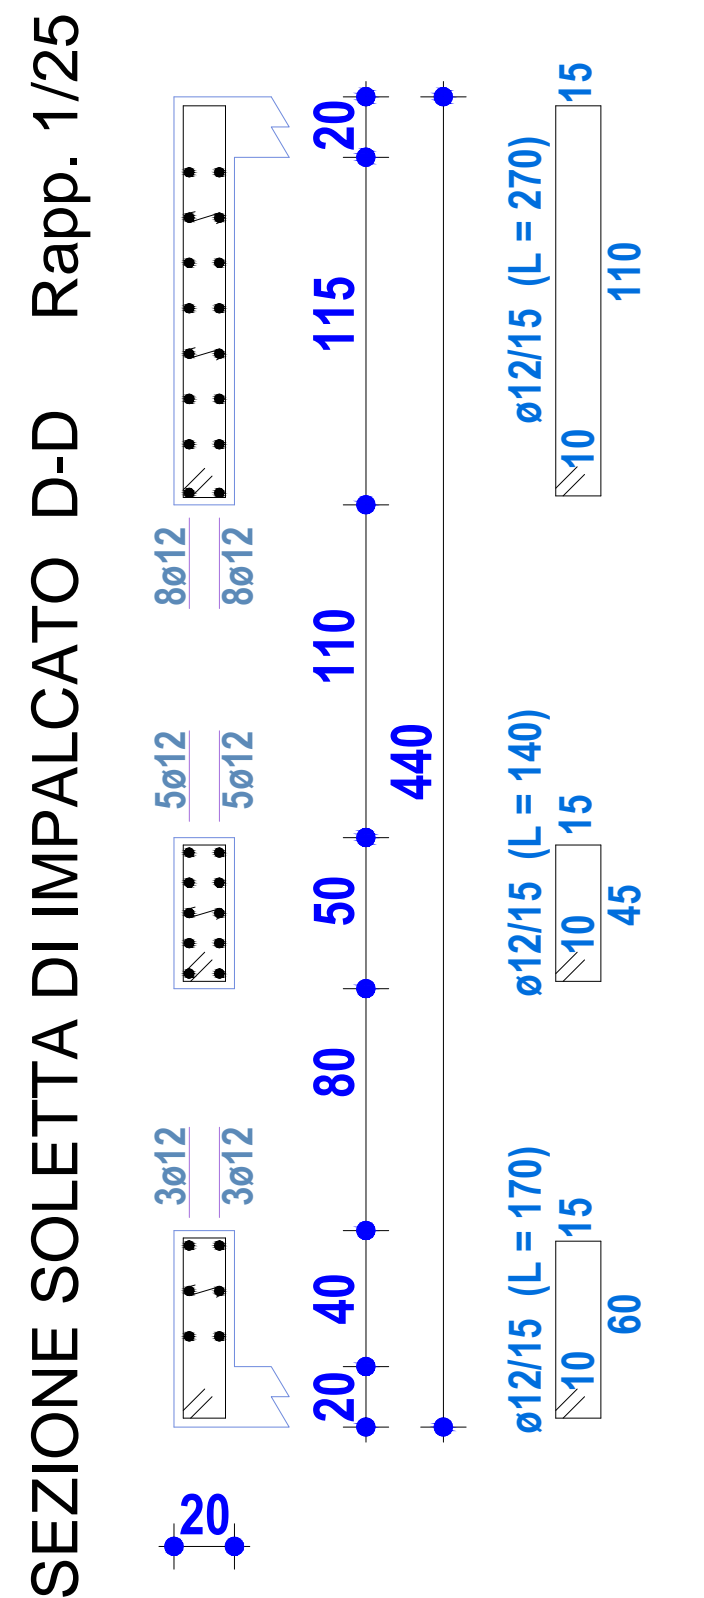 SEZIONE SOLETTA DI IMPALCATO D-D Rapp. 1/25
3ø12 5ø12 8ø12
3ø12 5ø12 8ø12
20
20 40 80 50 110 115 20
440
ø12/15 (L = 170) ø12/15 (L = 140) ø12/15 (L = 270)
10 15 10 15 10 15
60 45 110